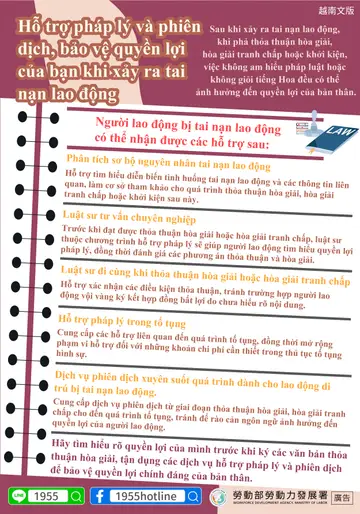 越南文版
Hỗ trợ pháp lý và phiên
dịch, bảo vệ quyền lợi
của bạn khi xảy ra tai
nạn lao động
Sau khi xảy ra tai nạn lao động,
khi phá thỏa thuận hòa giải,
hòa giải tranh chấp hoặc khởi kiện,
việc không am hiểu pháp luật hoặc
không giỏi tiếng Hoa đều có thể
ảnh hưởng đến quyền lợi của bản thân.
Người lao động bị tai nạn lao động
có thể nhận được các hỗ trợ sau:
LAW
Phân tích sơ bộ nguyên nhân tai nạn lao động
Hỗ trợ tìm hiểu diễn biến tình huống tai nạn lao động và các thông tin liên
quan, làm cơ sở tham khảo cho quá trình thỏa thuận hòa giải, hòa giải
tranh chấp hoặc khởi kiện sau này.
Luật sư tư vấn chuyên nghiệp
Trước khi đạt được thỏa thuận hòa giải hoặc hòa giải tranh chấp, luật sư
thuộc chương trình hỗ trợ pháp lý sẽ giúp người lao động tìm hiểu quyền lợi
pháp lý, đồng thời đánh giá các phương án thỏa thuận và hòa giải.
Luật sư đi cùng khi thỏa thuận hòa giải hoặc hòa giải tranh chấp
Hỗ trợ xác nhận các điều kiện thỏa thuận, tránh trường hợp người lao
động vội vàng ký kết hợp đồng bất lợi do chưa hiểu rõ nội dung.
Hỗ trợ pháp lý trong tố tụng
Cung cấp các hỗ trợ liên quan đến quá trình tố tụng, đồng thời mở rộng
phạm vi hỗ trợ đối với những khoản chi phí cần thiết trong thủ tục tố tụng
hình sự.
Dịch vụ phiên dịch xuyên suốt quá trình dành cho lao động di
trú bị tai nạn lao động.
Cung cấp dịch vụ phiên dịch từ giai đoạn thỏa thuận hòa giải, hòa giải tranh
chấp cho đến quá trình tố tụng, tránh để rào cản ngôn ngữ ảnh hưởng đến
quyền lợi của người lao động.
Hãy tìm hiểu rõ quyền lợi của mình trước khi ký các văn bản thỏa
thuận hòa giải, tận dụng các dịch vụ hỗ trợ pháp lý và phiên dịch
để bảo vệ quyền lợi chính đáng của bản thân.
1955
1955hotline
勞動部勞動力發展署
WORKFORCE DEVELOPMENT AGENCY, MINISTRY OF LABOR
廣告